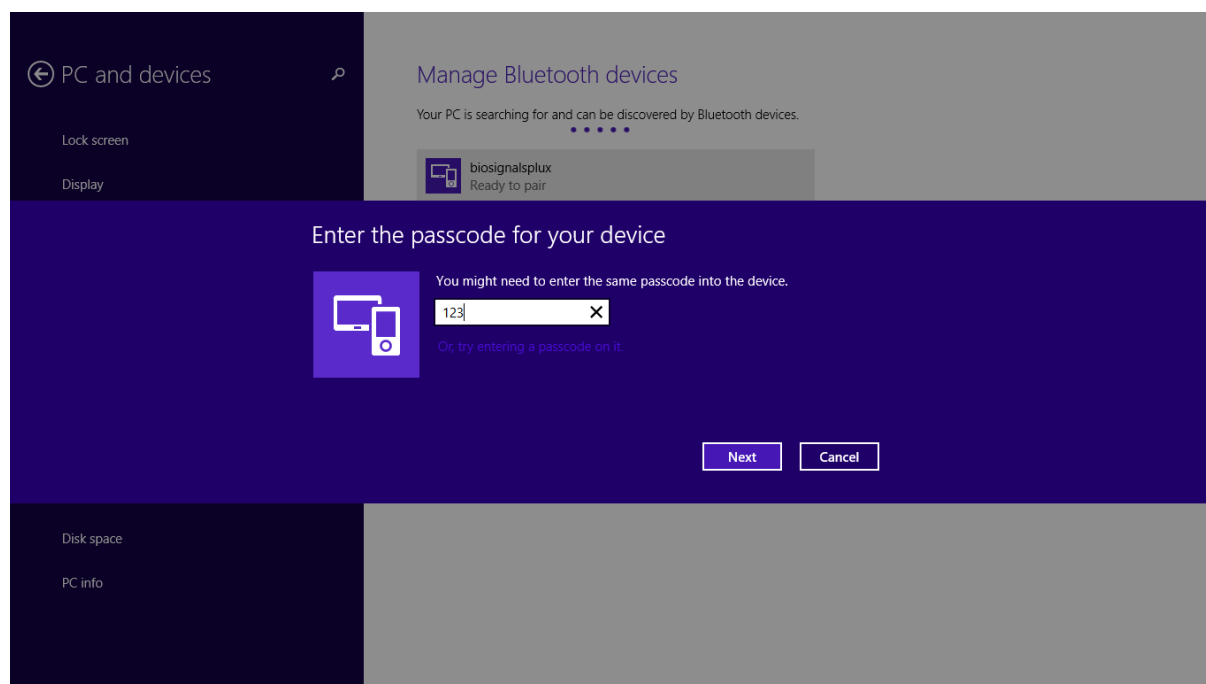 PC and devices
Lock screen
Display
Manage Bluetooth devices
Your PC is searching for and can be discovered by Bluetooth devices.
biosignalsplux
Ready to pair
Enter the passcode for your device
You might need to enter the same passcode into the device.
123
Or, try entering a passcode on it.
Next Cancel
Disk space
PC info